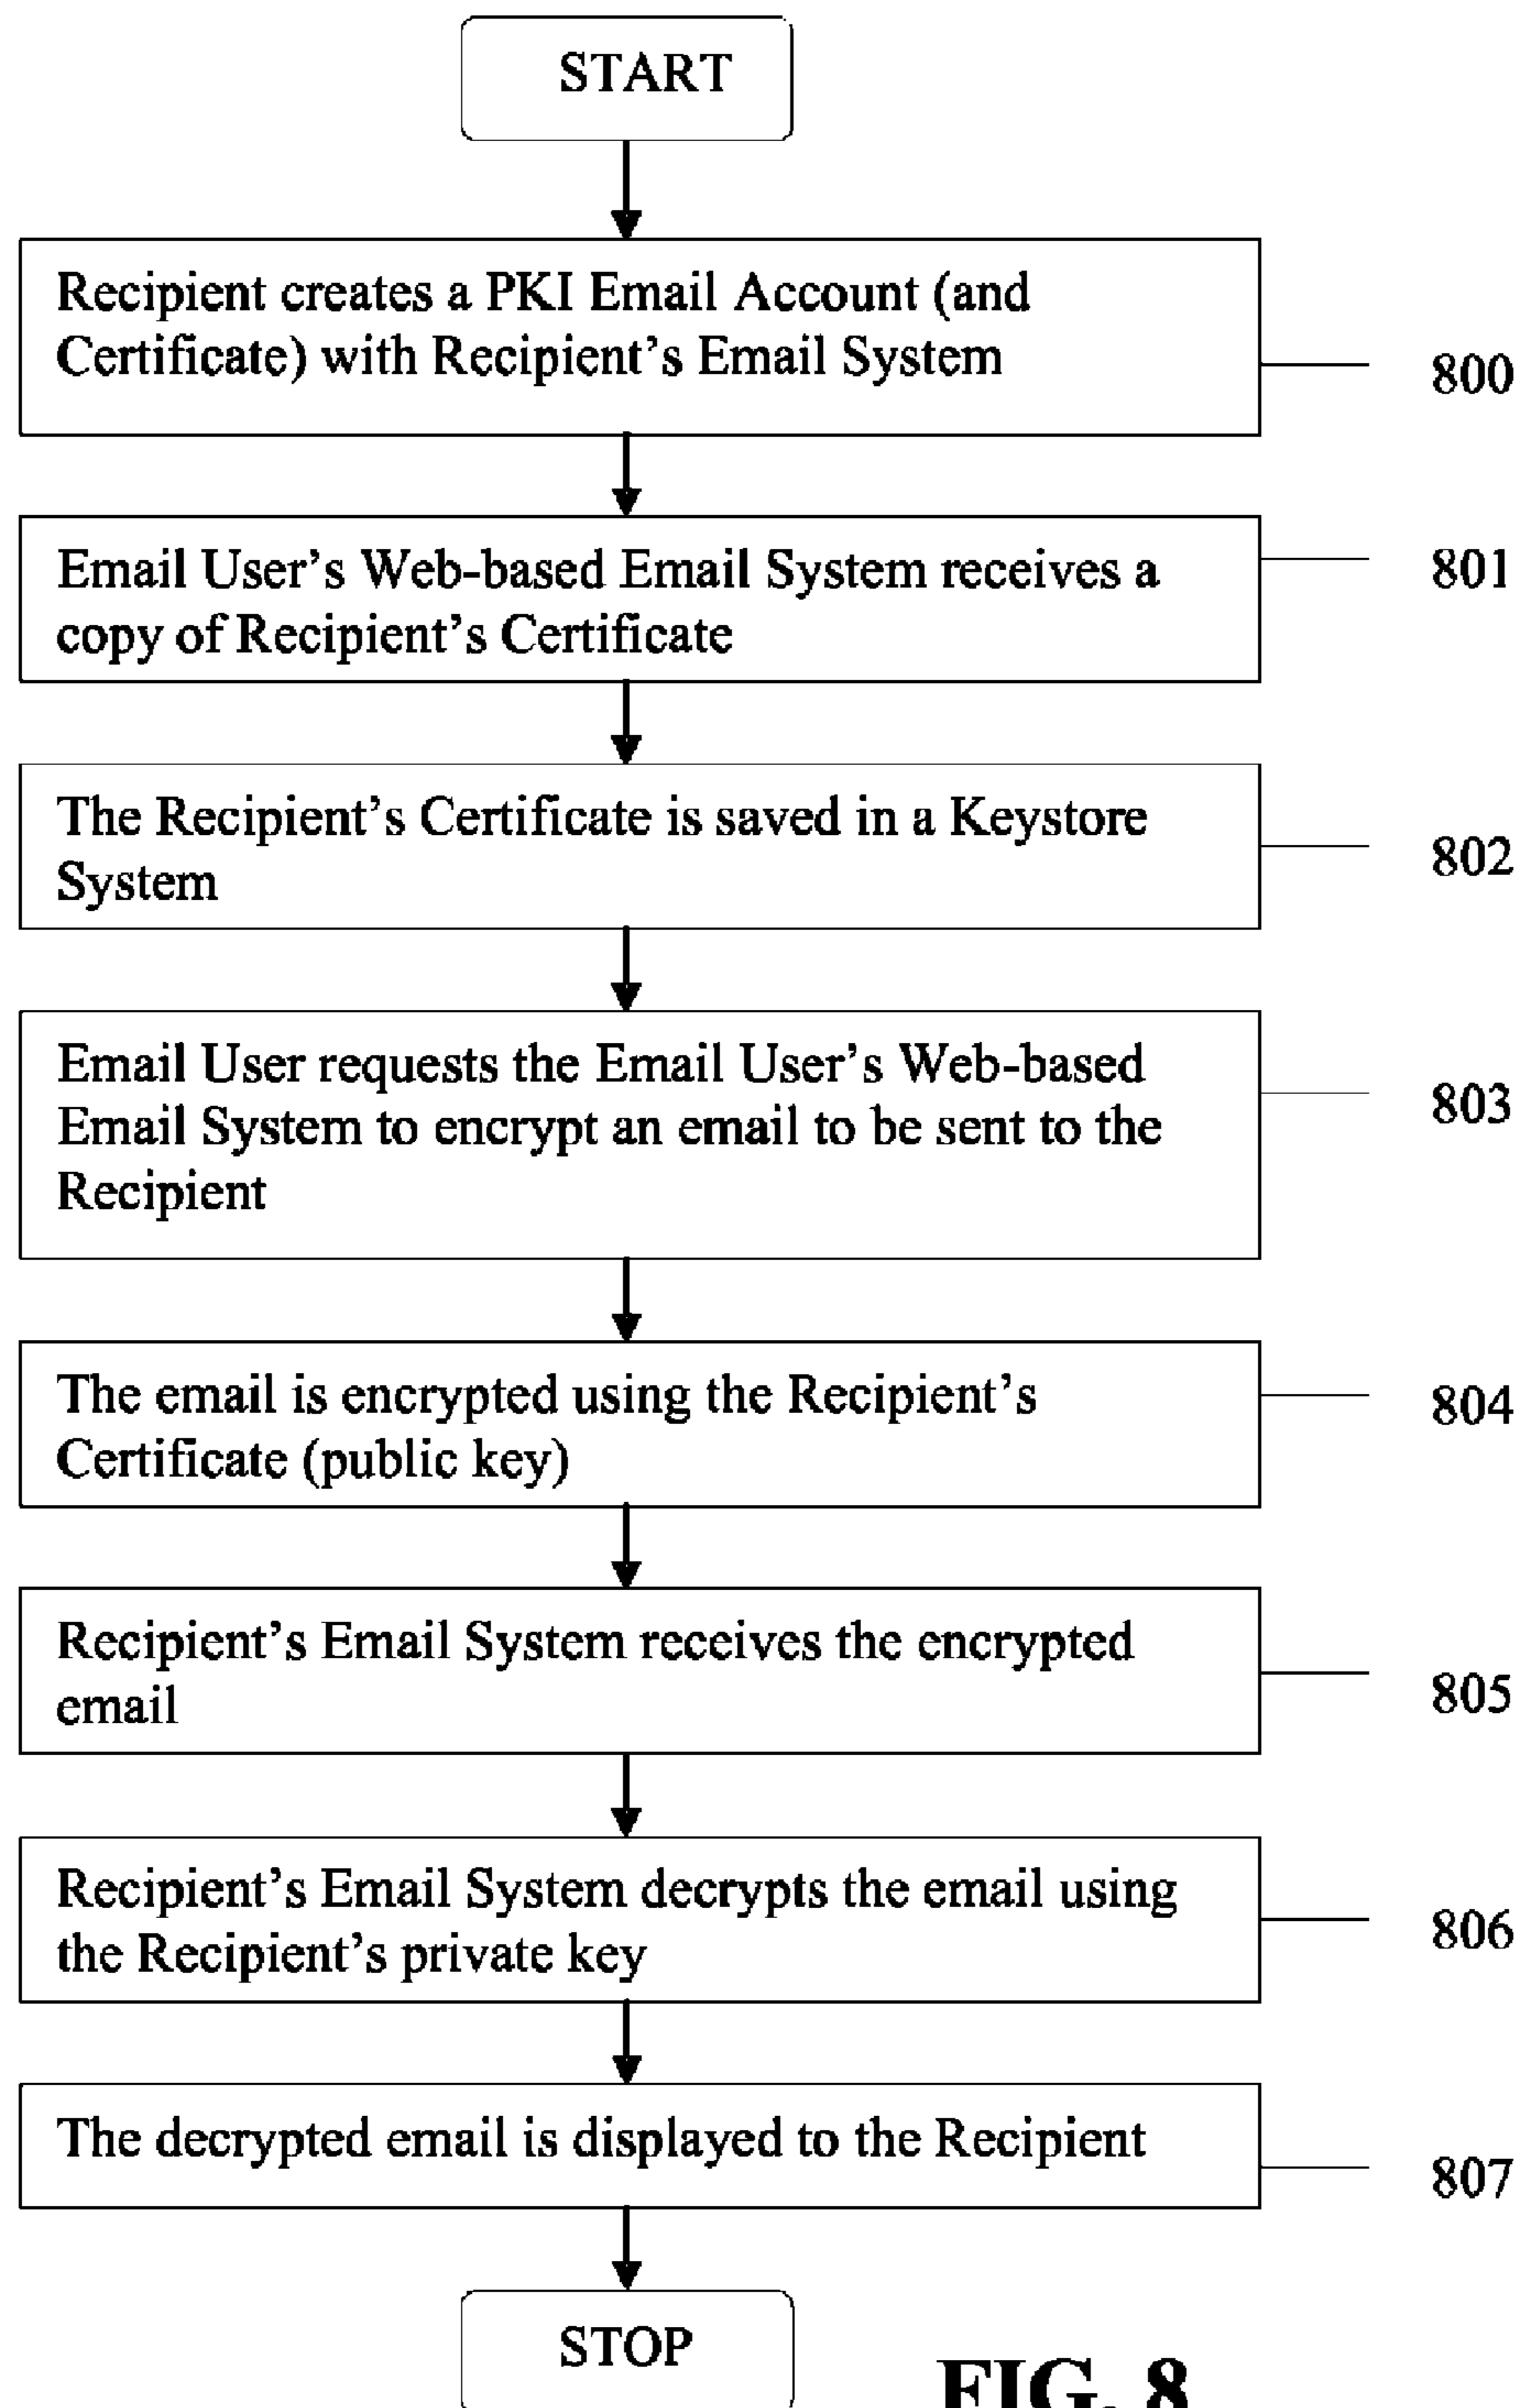 START
Recipient creates a PKI Email Account (and
Certificate) with Recipient's Email System
800
Email User's Web-based Email System receives a
copy of Recipient's Certificate
801
The Recipient's Certificate is saved in a Keystore
System
802
Email User requests the Email User's Web-based
Email System to encrypt an email to be sent to the
Recipient
803
The email is encrypted using the Recipient's
Certificate (public key)
804
Recipient's Email System receives the encrypted
email
805
Recipient's Email System decrypts the email using
the Recipient's private key
806
The decrypted email is displayed to the Recipient
807
STOP
FIG. 8